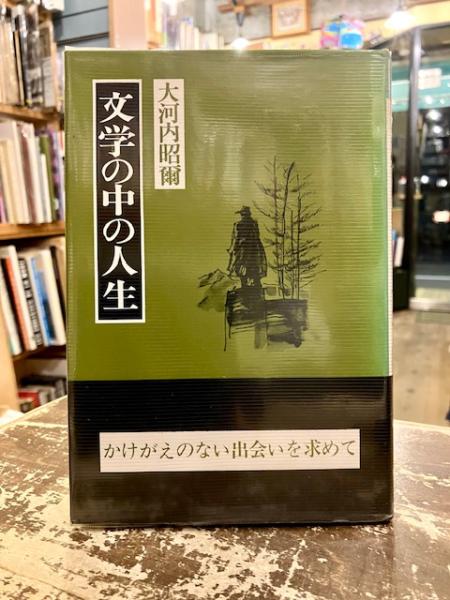 大河内昭爾
文学の中の人生
かけがえのない出会いを求めて